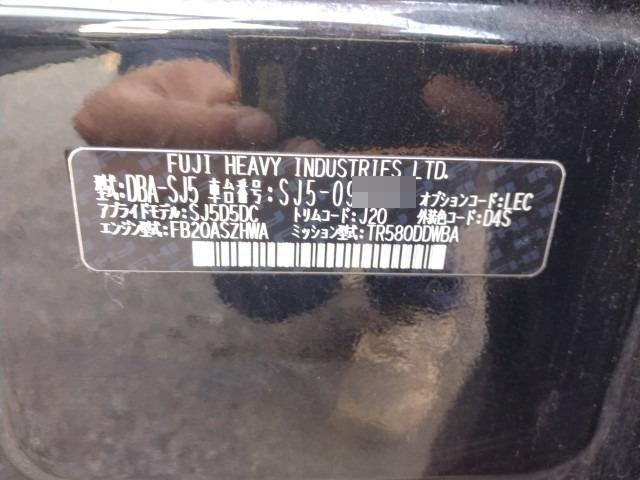 FUJI HEAVY INDUSTRIES LTD.
型式:DBA-SJ5 車台番号:SJ5-09 オプションコード:LEC
アプライドモデル:SJ5D5DC トリムコード:J20 外装色コード:D4S
エンジン型式:FB20ASZHWA ミッション型式:TR580DDWBA